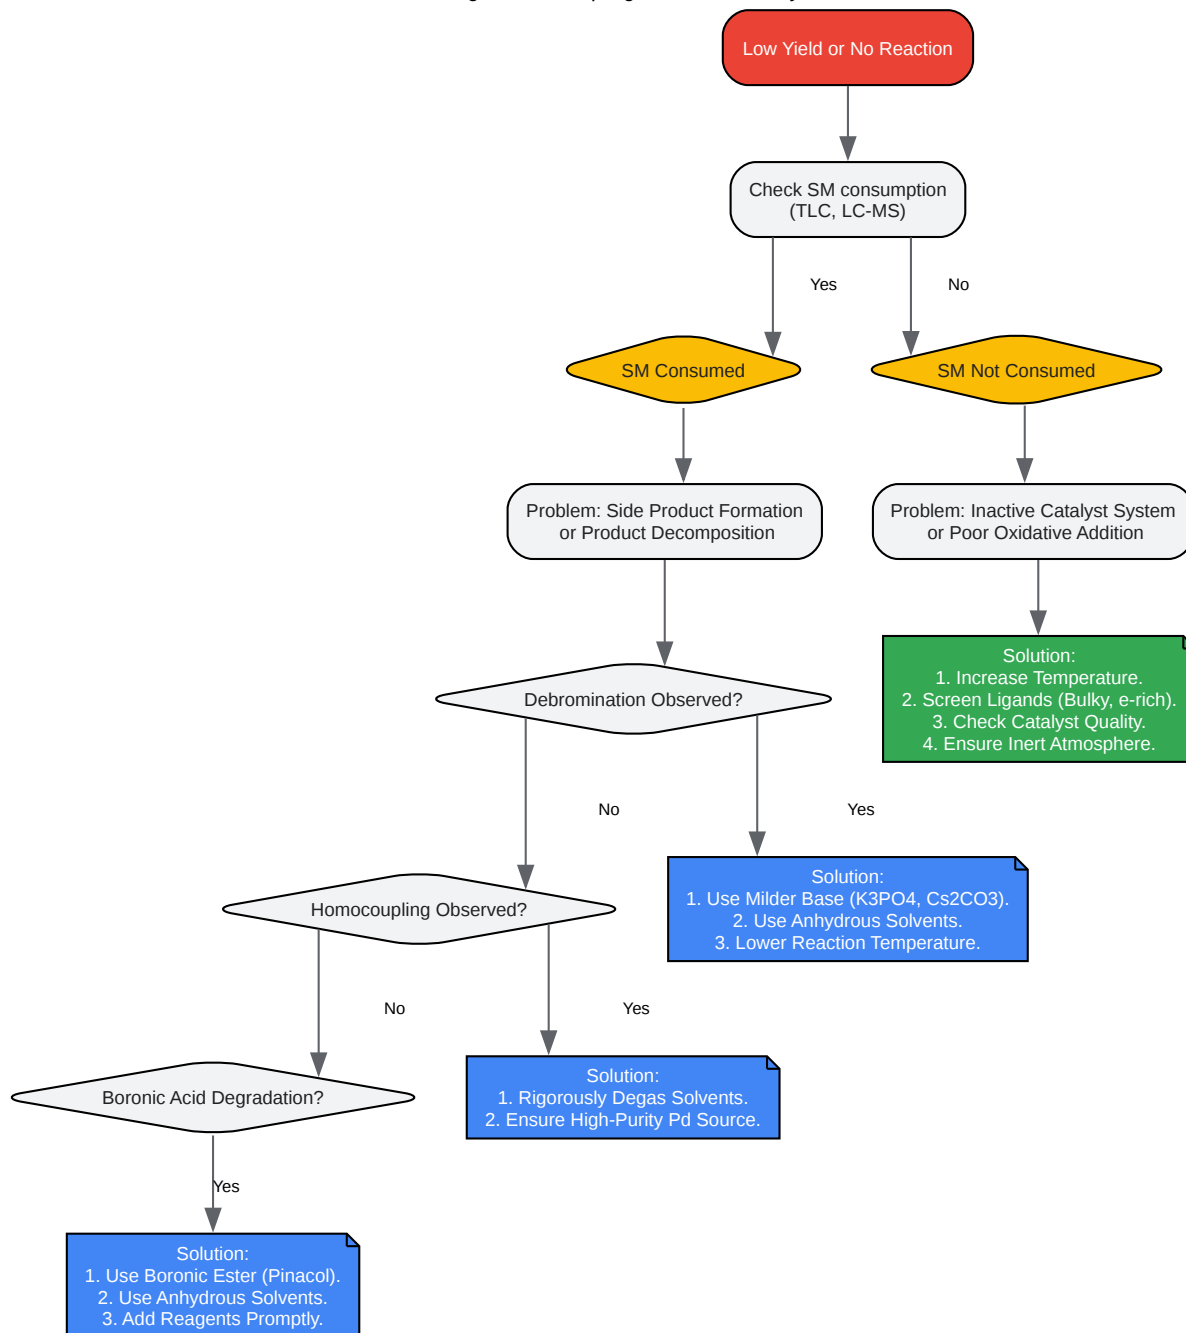 Low Yield or No Reaction
Check SM consumption
(TLC, LC-MS)
Yes
No
SM Consumed
SM Not Consumed
Problem: Side Product Formation
or Product Decomposition
Problem: Inactive Catalyst System
or Poor Oxidative Addition
Solution:
1. Increase Temperature.
2. Screen Ligands (Bulky, e-rich).
3. Check Catalyst Quality.
4. Ensure Inert Atmosphere.
Debromination Observed?
No
Yes
Solution:
1. Use Milder Base (K3PO4, Cs2CO3).
2. Use Anhydrous Solvents.
3. Lower Reaction Temperature.
Homocoupling Observed?
No
Yes
Solution:
1. Rigorously Degas Solvents.
2. Ensure High-Purity Pd Source.
Boronic Acid Degradation?
Yes
Solution:
1. Use Boronic Ester (Pinacol).
2. Use Anhydrous Solvents.
3. Add Reagents Promptly.